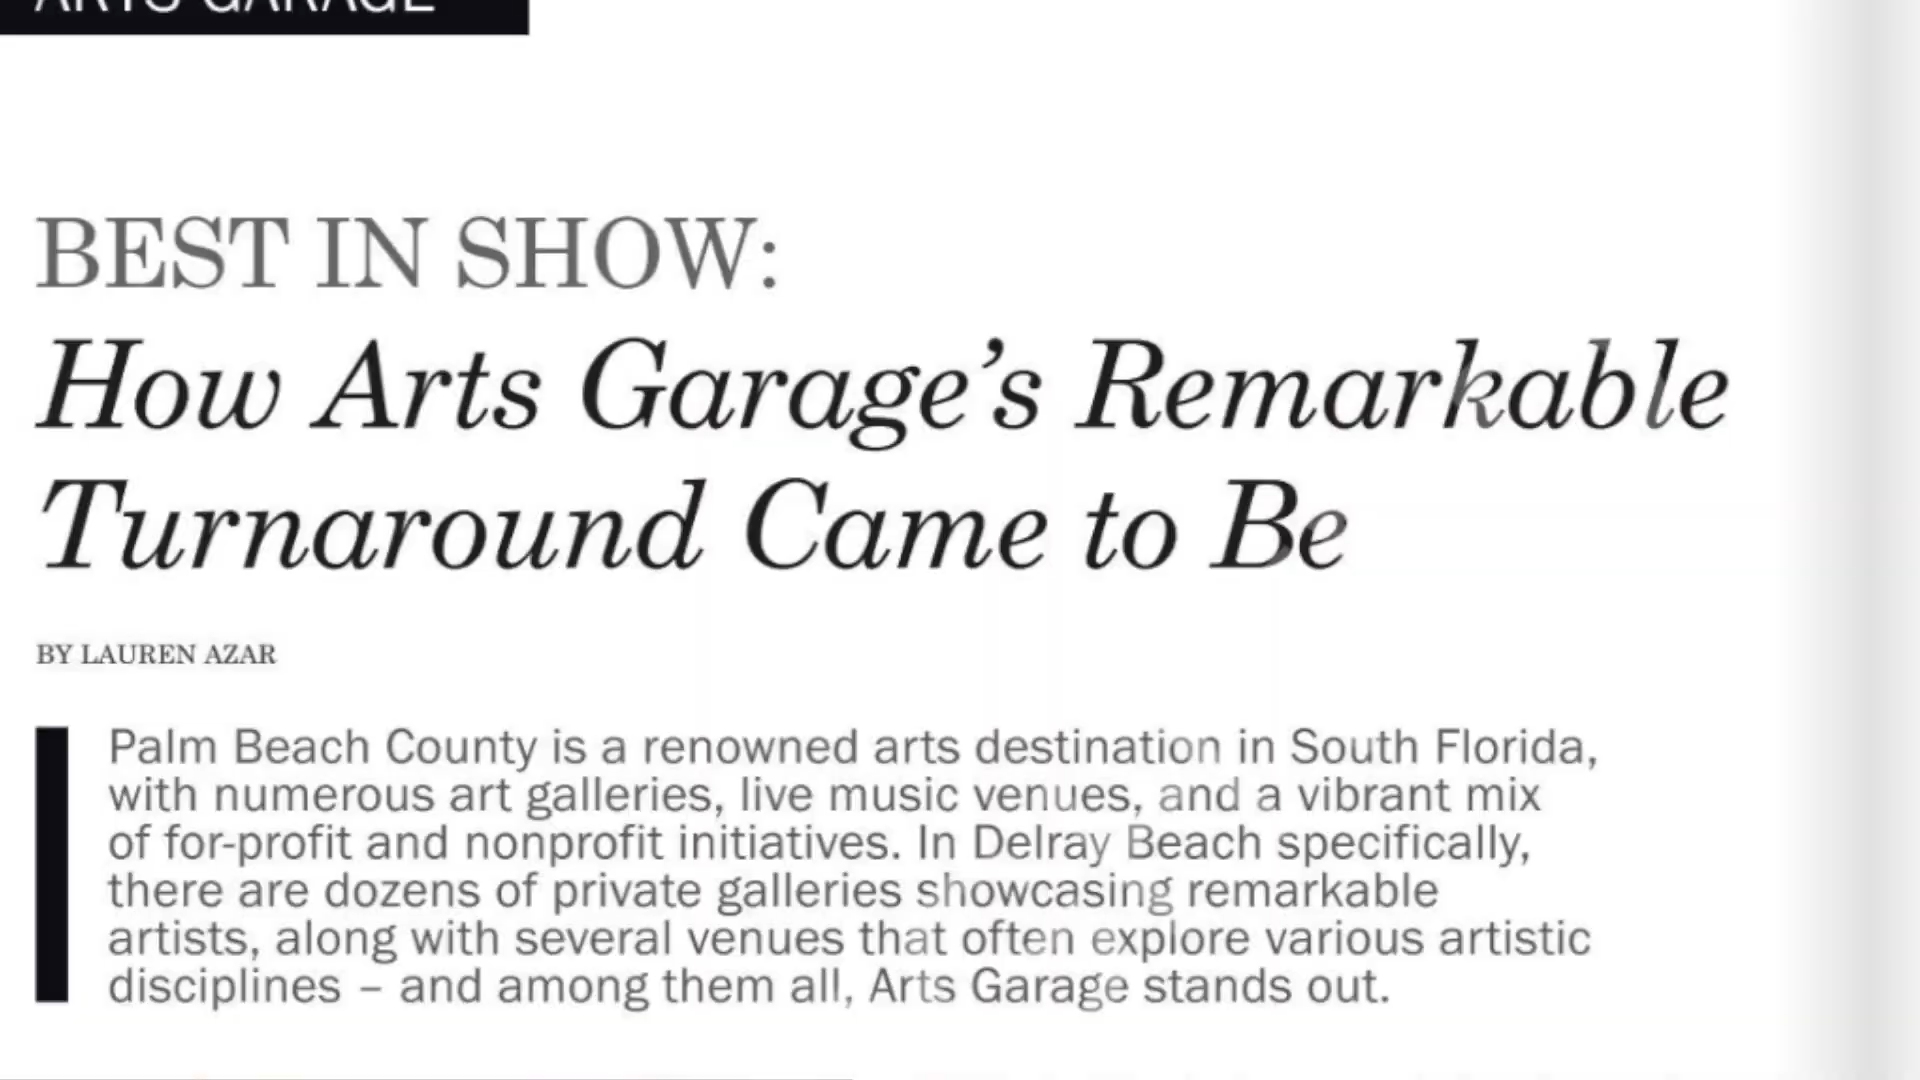 ARTS GARAGE
BEST IN SHOW:
How Arts Garage’s Remarkable
Turnaround Came to Be
BY LAUREN AZAR
Palm Beach County is a renowned arts destination in South Florida,
with numerous art galleries, live music venues, and a vibrant mix
of for-profit and nonprofit initiatives. In Delray Beach specifically,
there are dozens of private galleries showcasing remarkable
artists, along with several venues that often explore various artistic
disciplines – and among them all, Arts Garage stands out.